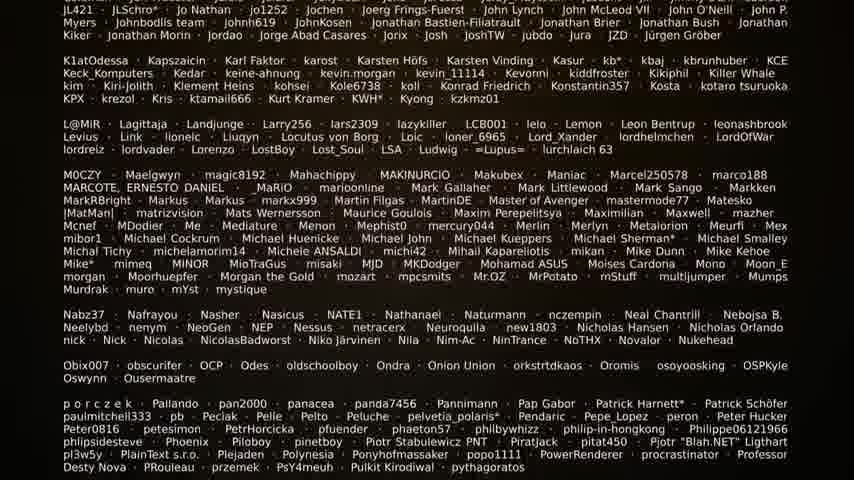 JL421 · JLSchro* · Jo Nathan · jo1252 · Jochen · Joerg Frings-Fuerst · John Lynch · John McLeod VII · John O'Neill · John P.
Myers · Johnbodlis team · Johnh619 · JohnKosen · Jonathan Bastien-Filiatrault · Jonathan Brier · Jonathan Bush · Jonathan
Kiker · Jonathan Morin · Jordao · Jorge Abad Casares · Jorix · Josh · JoshTW · jubdo · Jura · JZD · Jürgen Gröber
K1atOdessa · Kapszaicin · Karl Faktor · karost · Karsten Höfs · Karsten Vinding · Kasur · kb* · kbaj · kbrunhuber · KCE
Keck_Komputers · Kedar · keine-ahnung · kevin.morgan · kevin_11114 · Kevonni · kiddfroster · Kikiphil · Killer Whale
kim · Kiri-Jolith · Klement Heins · kohsei · Kole6738 · koli · Konrad Friedrich · Konstantin357 · Kosta · kotaro tsuruoka
KPX · krezol · Kris · ktamail666 · Kurt Kramer · KWH* · Kyong · kzkmz01
L@MiR · Lagittaja · Landjunge · Larry256 · lars2309 · lazykiller · LCB001 · lelo · Lemon · Leon Bentrup · leonashbrook
Levius · Link · lionelc · Liuqyn · Locutus von Borg · Loic · loner_6965 · Lord_Xander · lordhelmchen · LordOfWar
lordreiz · lordvader · Lorenzo · LostBoy · Lost_Soul · LSA · Ludwig · =Lupus= · lurchlaich 63
M0CZY · Maelgwyn · magic8192 · Mahachippy · MAKINURCIO · Makubex · Maniac · Marcel250578 · marco188
MARCOTE, ERNESTO DANIEL · _MaRiO · marioonline · Mark Gallaher · Mark Littlewood · Mark Sango · Markken
MarkRBright · Markus · Markus · markx999 · Martin Filgas · MartinDE · Master of Avenger · mastermode77 · Matesko
|MatMan| · matrizvision · Mats Wernersson · Maurice Goulois · Maxim Perepelitsya · Maximilian · Maxwell · mazher
Mcnef · MDodier · Me · Mediature · Menon · Mephist0 · mercury044 · Merlin · Merlyn · Metalorion · Meurfi · Mex
mibor1 · Michael Cockrum · Michael Huenicke · Michael John · Michael Kueppers · Michael Sherman* · Michael Smalley
Michal Tichy · michelamorin14 · Michele ANSALDI · michi42 · Mihail Kapareliotis · mikan · Mike Dunn · Mike Kehoe
Mike* · mimeq · MINOR · MioTraGus · misaki · MJD · MKDodger · Mohamad ASUS · Moises Cardona · Mono · Moon_E
morgan · Moorhuepfer · Morgan the Gold · mozart · mpcsmits · Mr.OZ · MrPotato · mStuff · multijumper · Mumps
Murdrak · muro · mYst · mystique
Nabz37 · Nafrayou · Nasher · Nasicus · NATE1 · Nathanael · Naturmann · nczempin · Neal Chantrill · Nebojsa B.
Neelybd · nenym · NeoGen · NEP · Nessus · netracerx · Neuroquila · new1803 · Nicholas Hansen · Nicholas Orlando
nick · Nick · Nicolas · NicolasBadworst · Niko Järvinen · Nila · Nim-Ac · NinTrance · NoTHX · Novalor · Nukehead
Obix007 · obscurifer · OCP · Odes · oldschoolboy · Ondra · Onion Union · orkstrtdkaos · Oromis · osoyoosking · OSPKyle
Oswynn · Ousermaatre
p o r c z e k · Pallando · pan2000 · panacea · panda7456 · Pannimann · Pap Gabor · Patrick Harnett* · Patrick Schöfer
paulmitchell333 · pb · Peciak · Pelle · Pelto · Peluche · pelvetia_polaris* · Pendaric · Pepe_Lopez · peron · Peter Hucker
Peter0816 · petesimon · PetrHorcicka · pfuender · phaeton57 · philbywhizz · philip-in-hongkong · Philippe06121966
phlipsidesteve · Phoenix · Piloboy · pinetboy · Piotr Stabulewicz PNT · PiratJack · pitat450 · Pjotr "Blah.NET" Ligthart
pl3w5y · PlainText s.r.o. · Plejaden · Polynesia · Ponyhofmassaker · popo1111 · PowerRenderer · procrastinator · Professor
Desty Nova · PRouleau · przemek · PsY4meuh · Pulkit Kirodiwal · pythagoratos